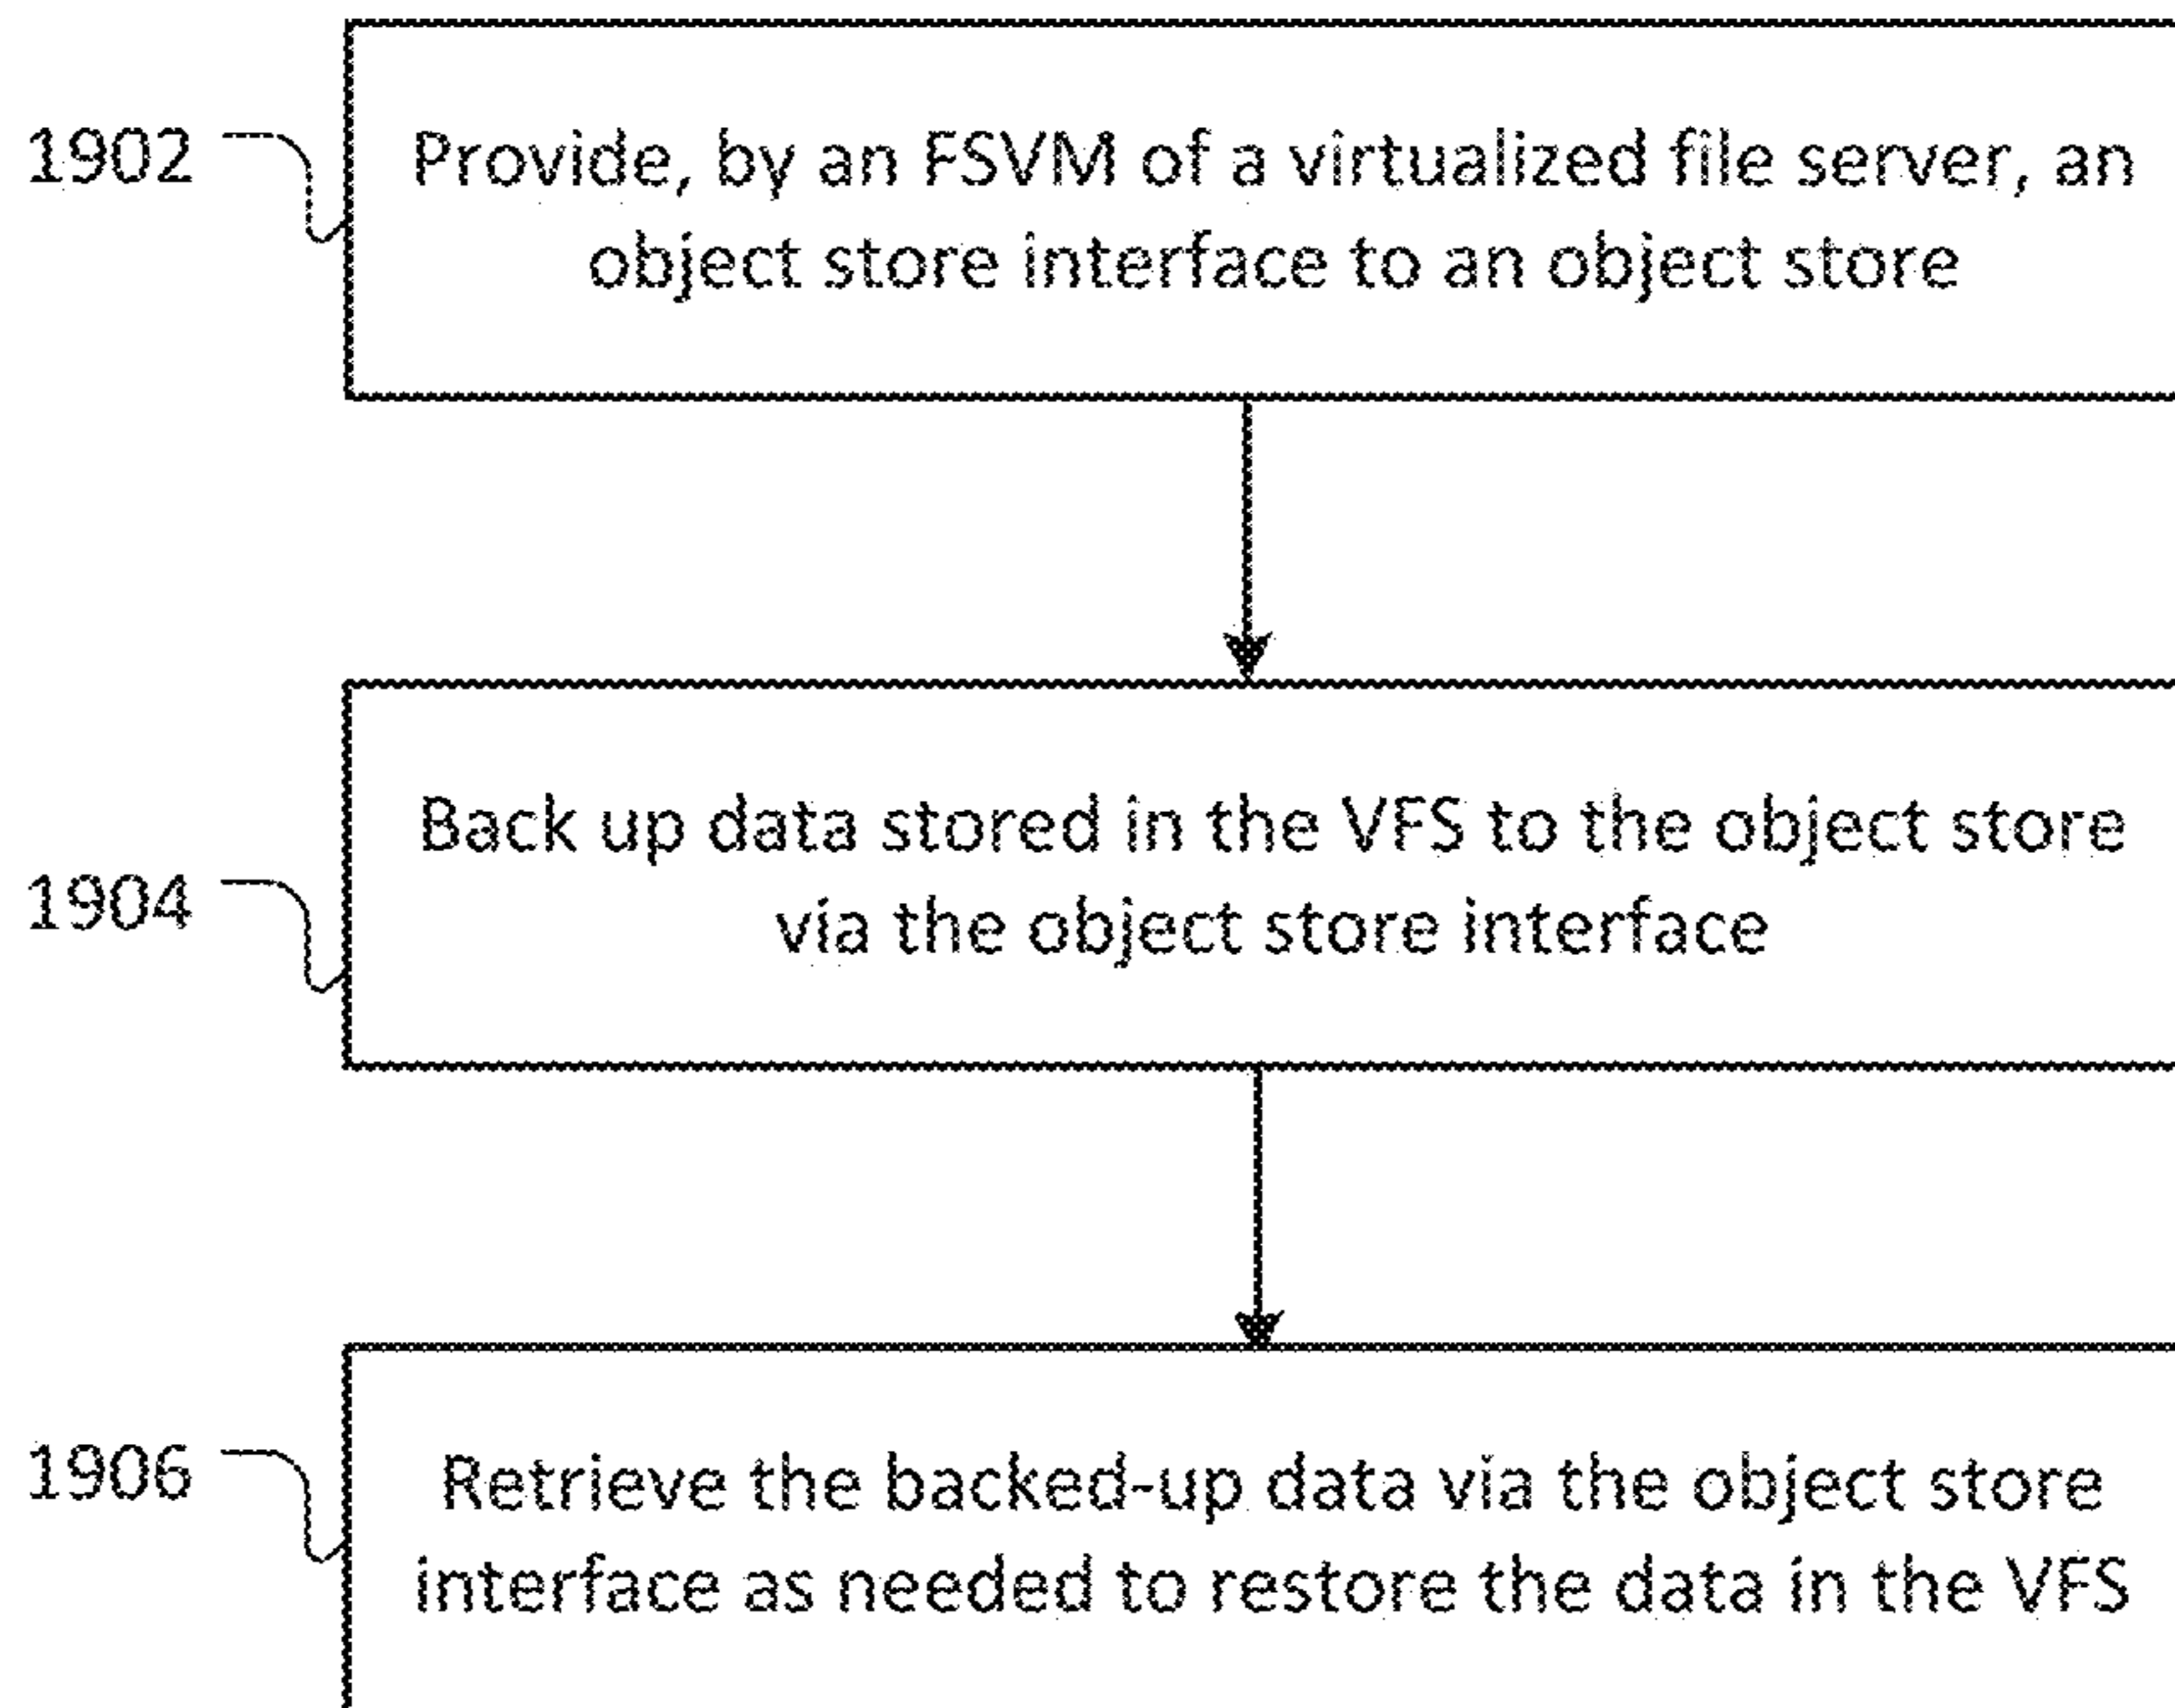 1902
Provide, by an FSVM of a virtualized file server, an
object store interface to an object store
1904
Back up data stored in the VFS to the object store
via the object store interface
1906
Retrieve the backed-up data via the object store
interface as needed to restore the data in the VFS